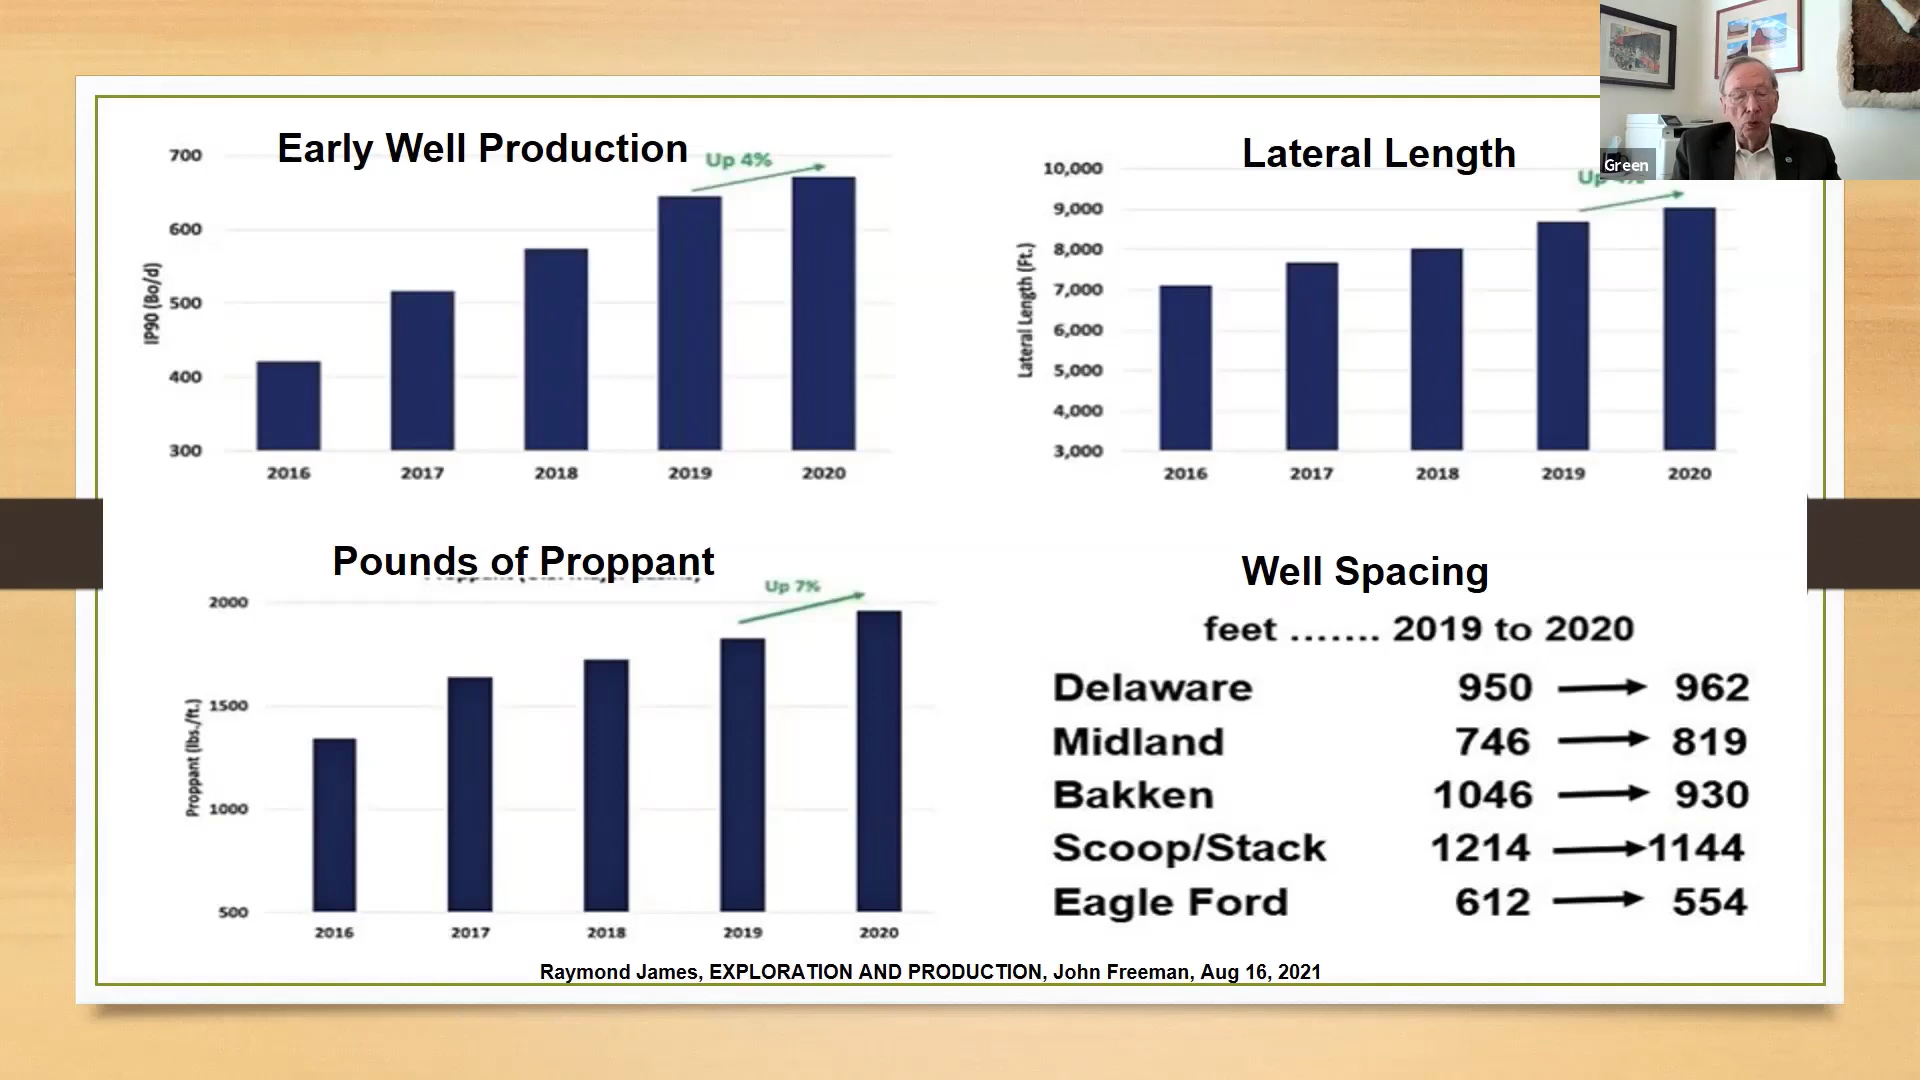 Early Well Production
Up 4%
700
600
500
400
300
IP90 (Bo/d)
2016 2017 2018 2019 2020
Lateral Length
Up 4%
10,000
9,000
8,000
7,000
6,000
5,000
4,000
3,000
Lateral Length (Ft.)
2016 2017 2018 2019 2020
Green
Pounds of Proppant
Up 7%
2000
1500
1000
500
Proppant (lbs./ft.)
2016 2017 2018 2019 2020
Well Spacing
feet ....... 2019 to 2020
Delaware 950 → 962
Midland 746 → 819
Bakken 1046 → 930
Scoop/Stack 1214 → 1144
Eagle Ford 612 → 554
Raymond James, EXPLORATION AND PRODUCTION, John Freeman, Aug 16, 2021